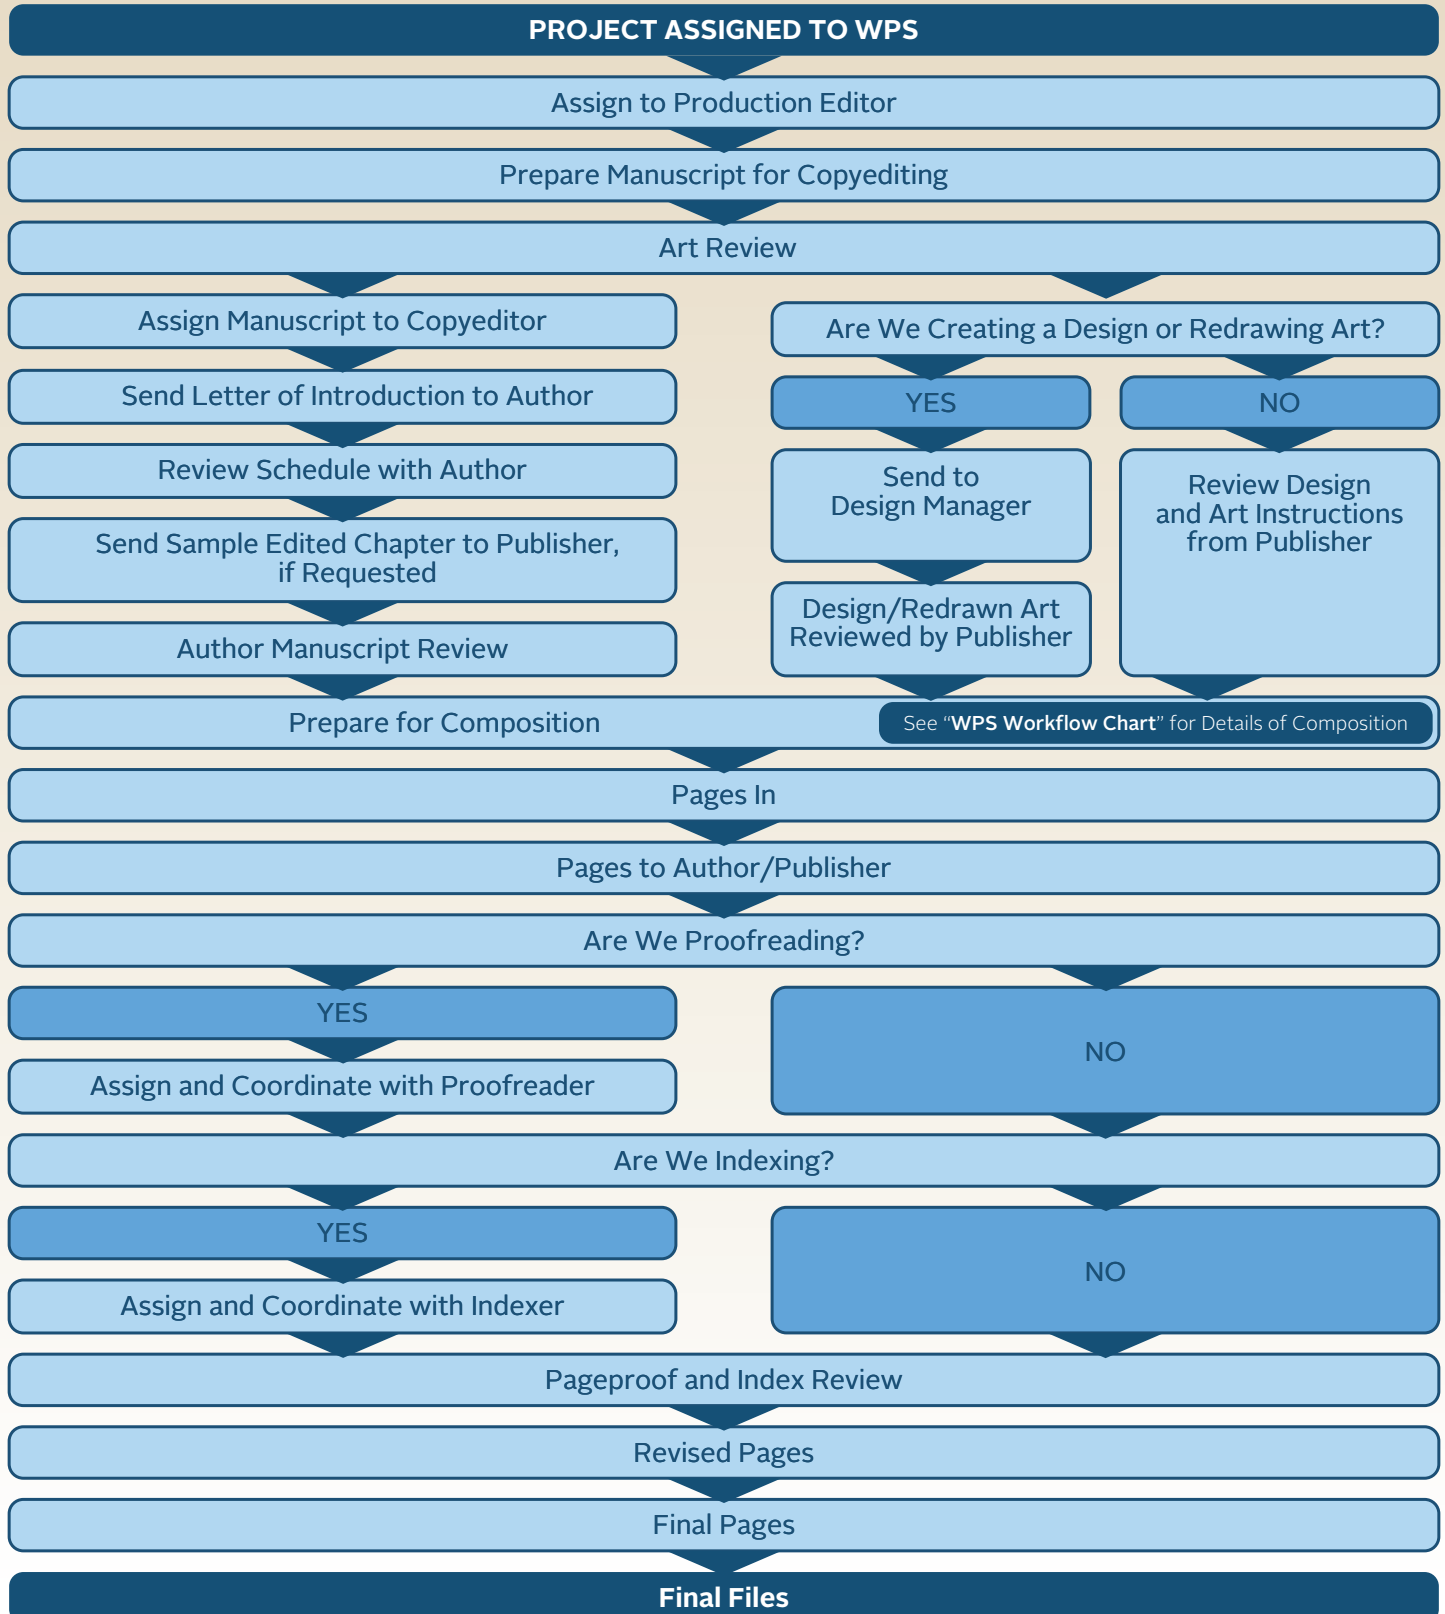 PROJECT ASSIGNED TO WPS
Assign to Production Editor
Prepare Manuscript for Copyediting
Art Review
Assign Manuscript to Copyeditor
Send Letter of Introduction to Author
Review Schedule with Author
Send Sample Edited Chapter to Publisher,
if Requested
Author Manuscript Review
Are We Creating a Design or Redrawing Art?
YES
Send to
Design Manager
Design/Redrawn Art
Reviewed by Publisher
NO
Review Design
and Art Instructions
from Publisher
Prepare for Composition
See “WPS Workflow Chart” for Details of Composition
Pages In
Pages to Author/Publisher
Are We Proofreading?
YES
Assign and Coordinate with Proofreader
NO
Are We Indexing?
YES
Assign and Coordinate with Indexer
NO
Pageproof and Index Review
Revised Pages
Final Pages
Final Files